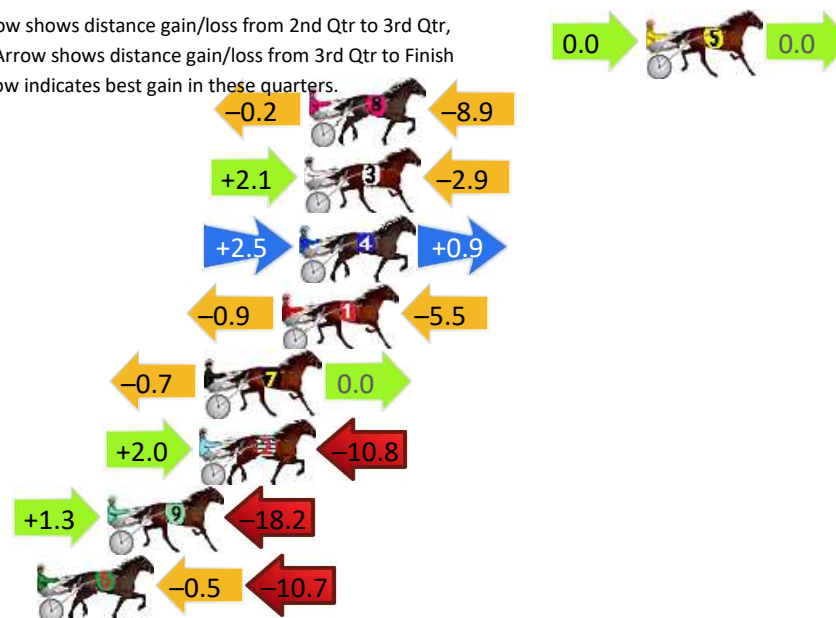 ow shows distance gain/loss from 2nd Qtr to 3rd Qtr,
Arrow shows distance gain/loss from 3rd Qtr to Finish
ow indicates best gain in these quarters.
0.0 5 0.0
–0.2 8 –8.9
+2.1 3 –2.9
+2.5 4 +0.9
–0.9 1 –5.5
–0.7 7 0.0
+2.0 2 –10.8
+1.3 9 –18.2
6 –0.5 –10.7